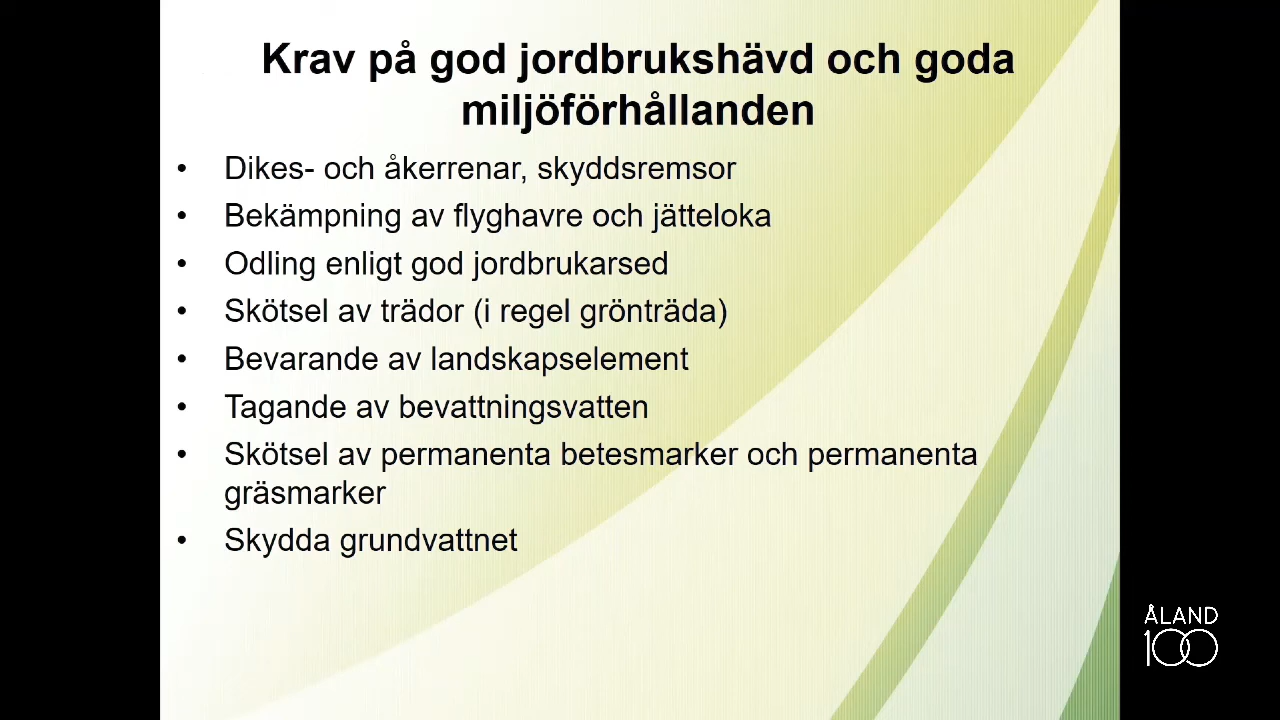 Krav på god jordbrukshävd och goda
miljöförhållanden
• Dikes- och åkerrenar, skyddsremsor
• Bekämpning av flyghavre och jätteloka
• Odling enligt god jordbrukarsed
• Skötsel av trädor (i regel grönträda)
• Bevarande av landskapselement
• Tagande av bevattningsvatten
• Skötsel av permanenta betesmarker och permanenta
gräsmarker
• Skydda grundvattnet
ÅLAND
100